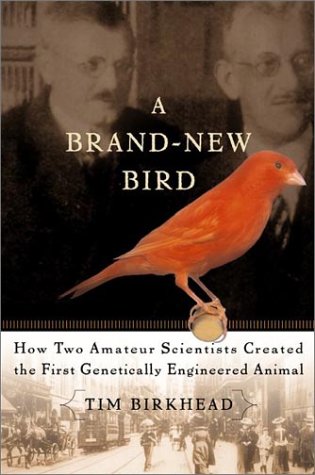 A
BRAND-NEW
BIRD
How Two Amateur Scientists Created
the First Genetically Engineered Animal
TIM BIRKHEAD